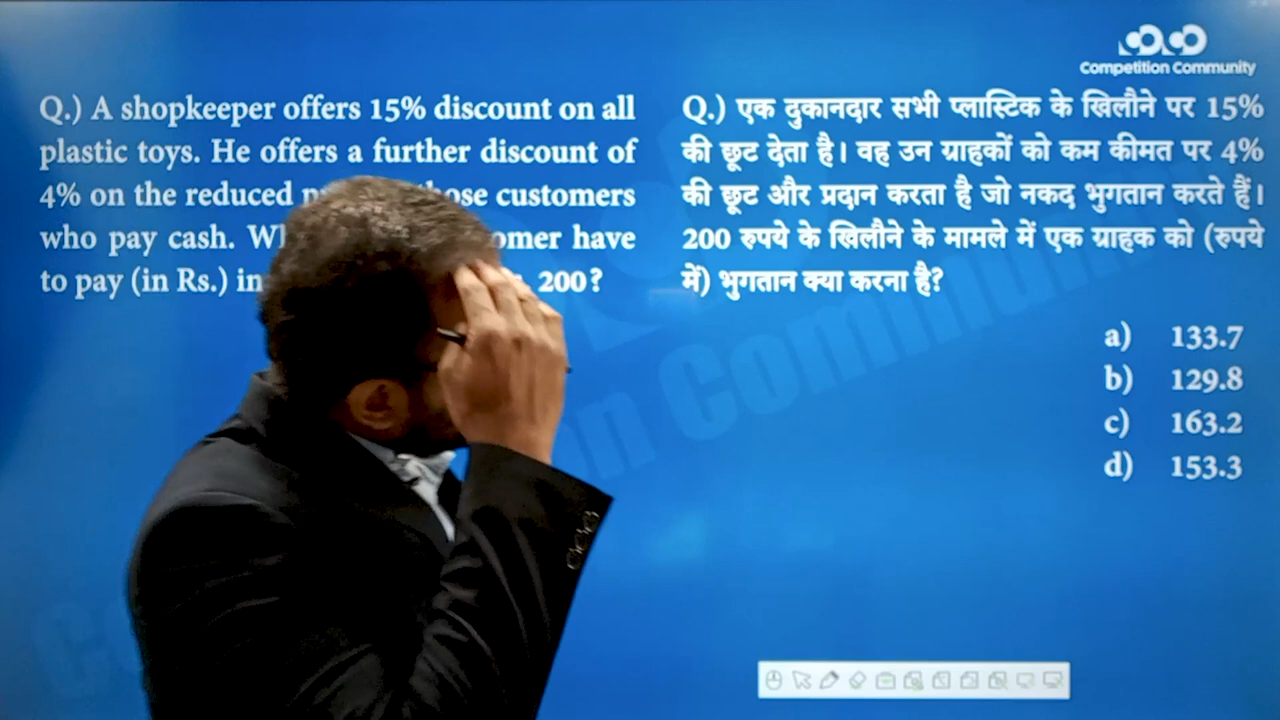 Competition Community
Q.) A shopkeeper offers 15% discount on all
plastic toys. He offers a further discount of
4% on the reduced those customers
who pay cash. customer have
to pay (in Rs.) in 200?
Q.) एक दुकानदार सभी प्लास्टिक के खिलौने पर 15%
की छूट देता है। वह उन ग्राहकों को कम कीमत पर 4%
की छूट और प्रदान करता है जो नकद भुगतान करते हैं।
200 रुपये के खिलौने के मामले में एक ग्राहक को (रुपये
में) भुगतान क्या करना है?
a) 133.7
b) 129.8
c) 163.2
d) 153.3